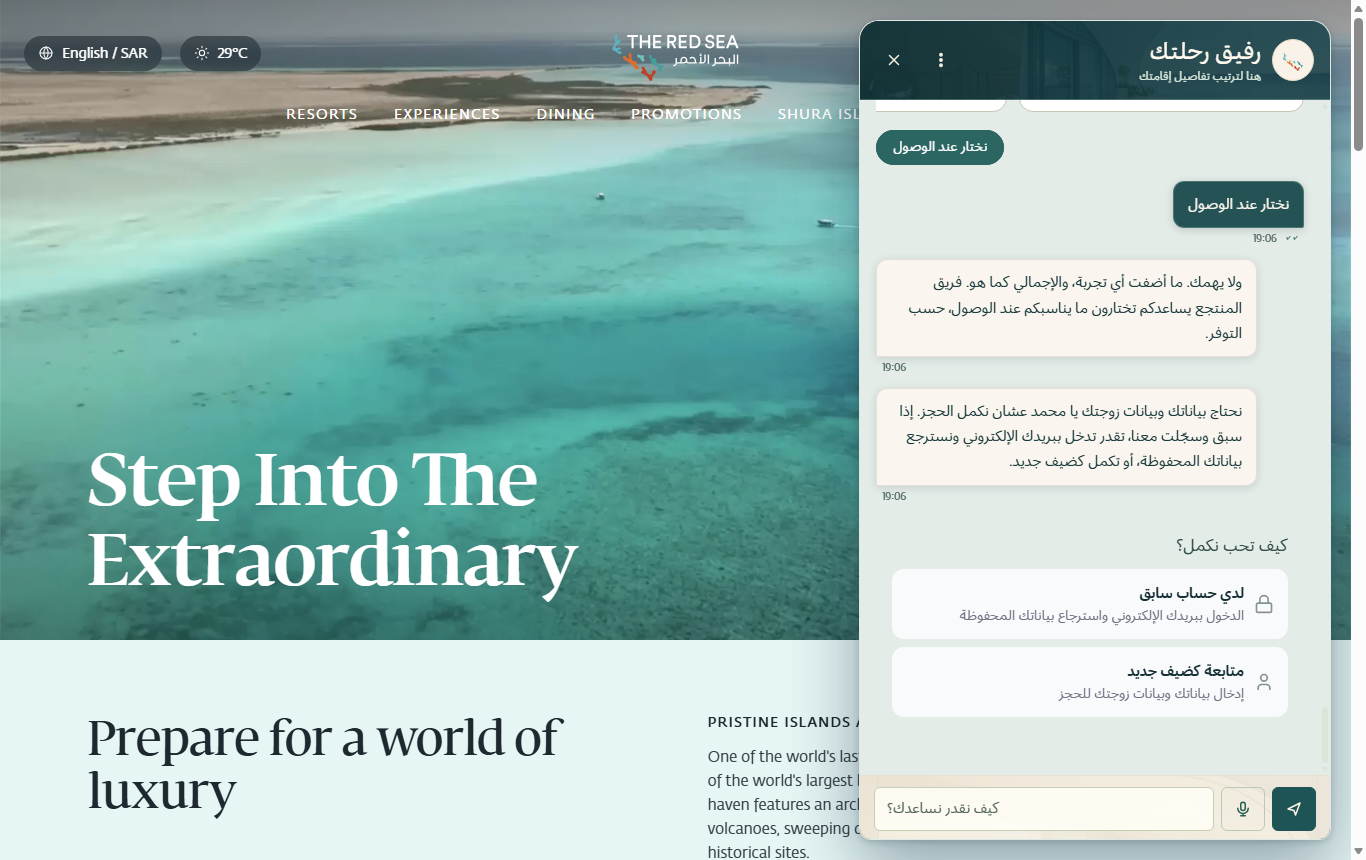 English / SAR
29°C
THE RED SEA
البحر الأحمر
RESORTS
EXPERIENCES
DINING
PROMOTIONS
SHURA ISL
Step Into The
Extraordinary
Prepare for a world of
luxury
PRISTINE ISLANDS
One of the world's las
of the world's largest
haven features an arc
volcanoes, sweeping
historical sites.
رفيق رحلتك
هنا لترتيب تفاصيل إقامتك
نختار عند الوصول
نختار عند الوصول
19:06
ولا يهمك. ما أضفت أي تجربة، والإجمالي كما هو. فريق
المنتجع يساعدكم تختارون ما يناسبكم عند الوصول، حسب
التوفر.
19:06
نحتاج بياناتك وبيانات زوجتك يا محمد عشان نكمل الحجز. إذا
سبق وسجّلت معنا، تقدر تدخل ببريدك الإلكتروني ونسترجع
بياناتك المحفوظة، أو تكمل كضيف جديد.
19:06
كيف تحب نكمل؟
لدي حساب سابق
الدخول ببريدك الإلكتروني واسترجاع بياناتك المحفوظة
متابعة كضيف جديد
إدخال بياناتك وبيانات زوجتك للحجز
كيف نقدر نساعدك؟